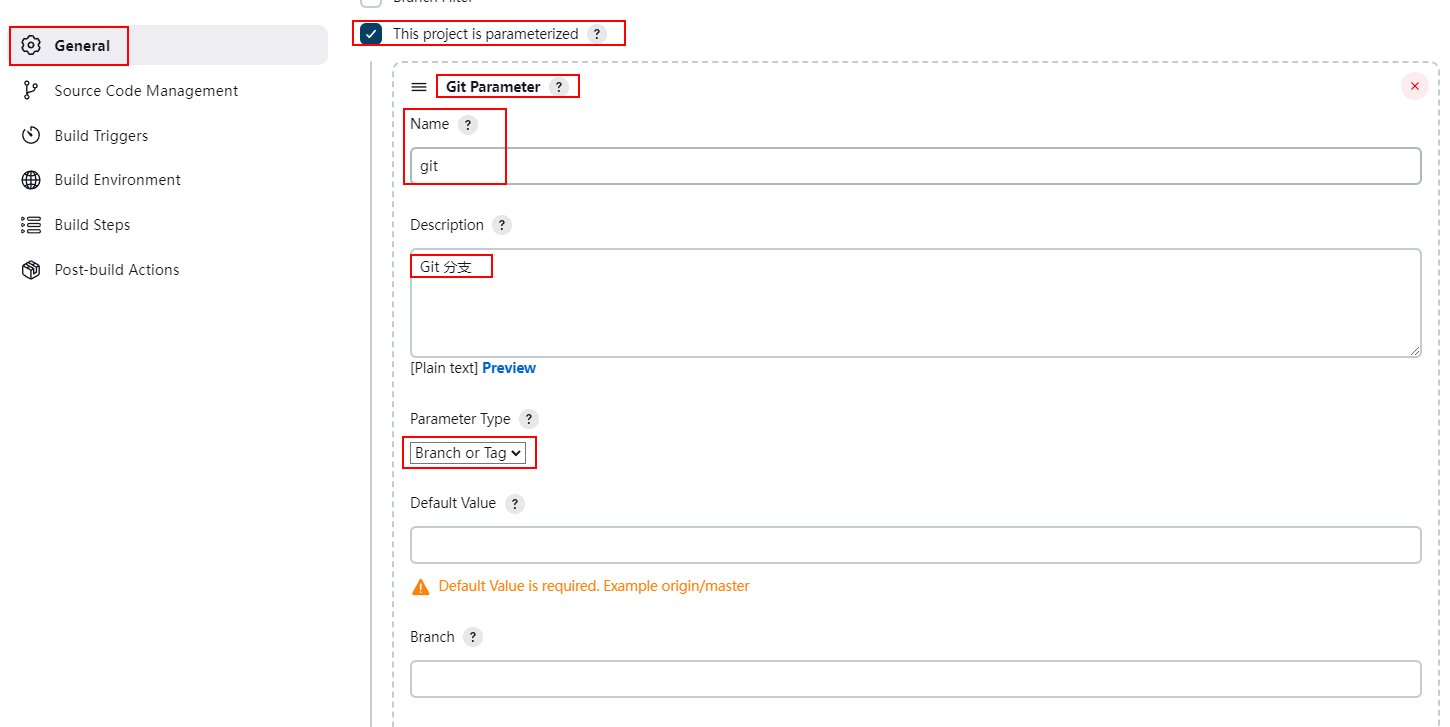 Branch Filter
This project is parameterized ?
General
Source Code Management
Build Triggers
Build Environment
Build Steps
Post-build Actions
Git Parameter ?
Name ?
git
Description ?
Git 分支
[Plain text] Preview
Parameter Type ?
Branch or Tag
Default Value ?
Default Value is required. Example origin/master
Branch ?